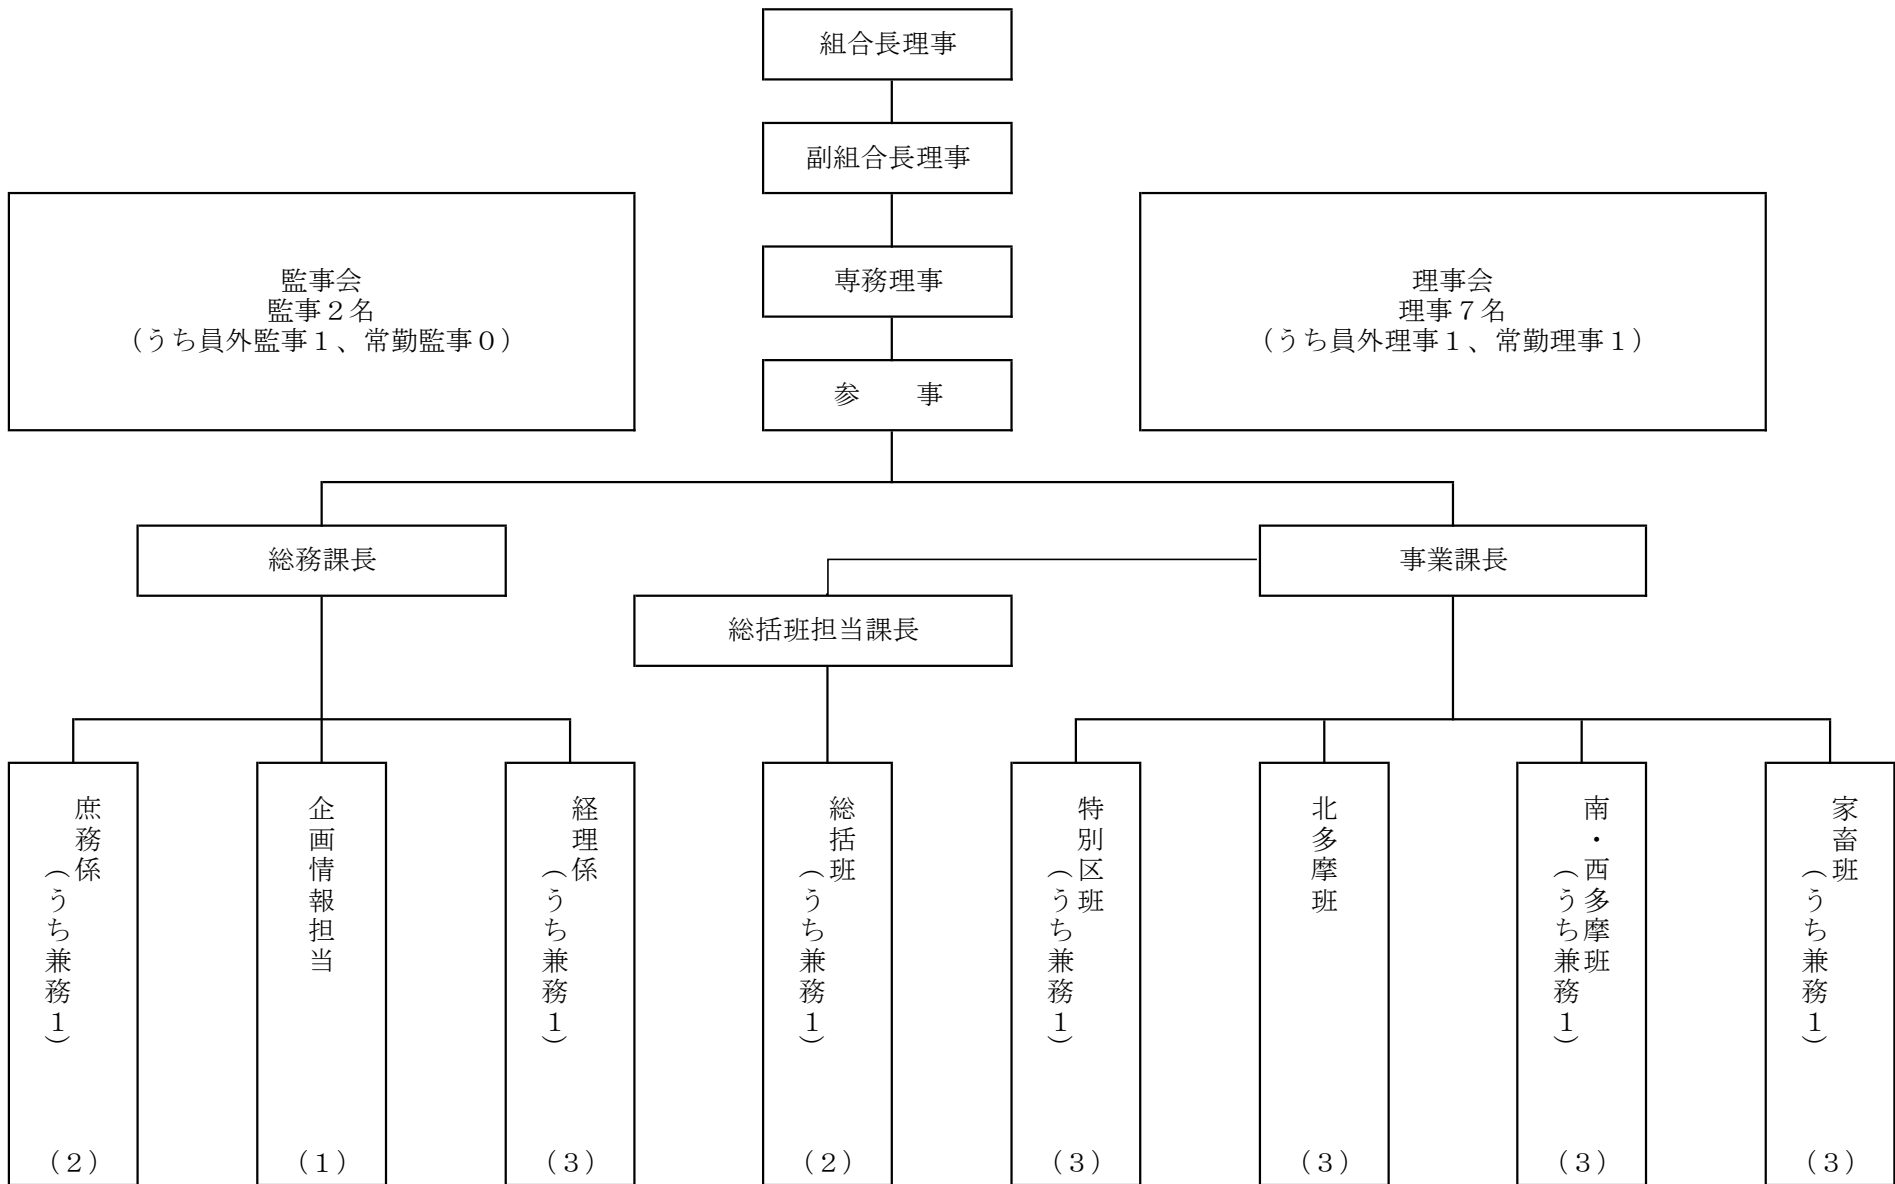 組合長理事
副組合長理事
監事会
監事２名
（うち員外監事１、常勤監事０）
専務理事
理事会
理事７名
（うち員外理事１、常勤理事１）
参　　事
総務課長
事業課長
総括班担当課長
庶務係
（うち兼務１）
（２）
企画情報担当
（１）
経理係
（うち兼務１）
（３）
総括班
（うち兼務１）
（２）
特別区班
（うち兼務１）
（３）
北多摩班
（３）
南・西多摩班
（うち兼務１）
（３）
家畜班
（うち兼務１）
（３）